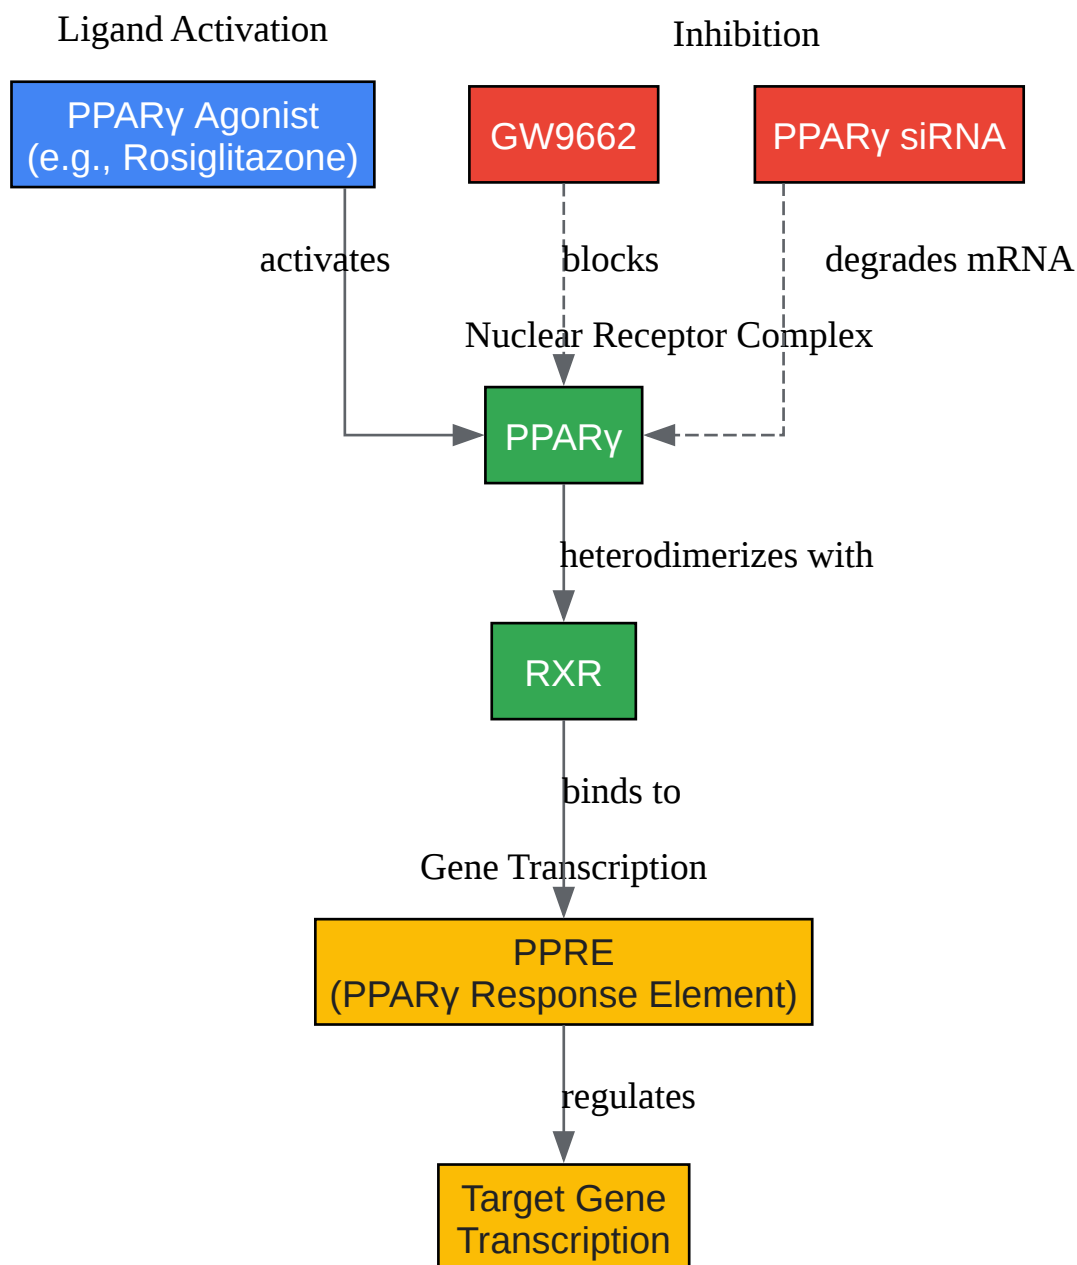 Ligand Activation
Inhibition
PPARγ Agonist
(e.g., Rosiglitazone)
GW9662
PPARγ siRNA
activates
blocks
degrades mRNA
Nuclear Receptor Complex
PPARγ
heterodimerizes with
RXR
binds to
Gene Transcription
PPRE
(PPARγ Response Element)
regulates
Target Gene
Transcription